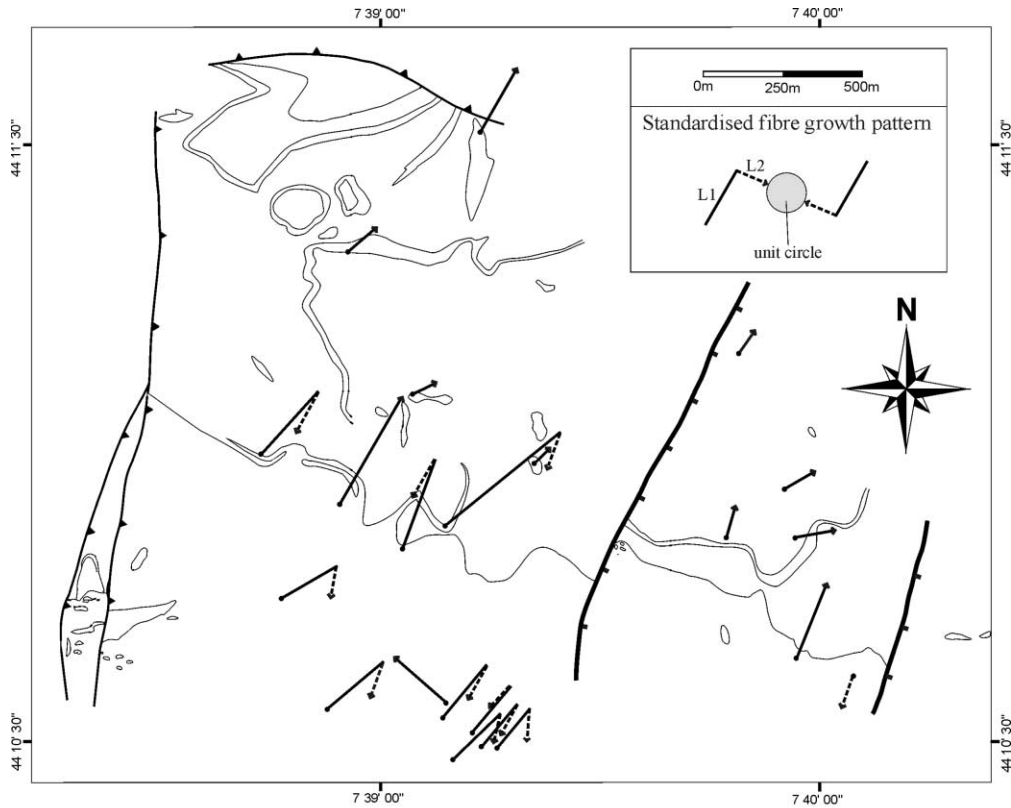 7 39' 00"
7 40' 00"
44 11' 30"
44 11' 30"
0m
250m
500m
Standardised fibre growth pattern
L1
L2
unit circle
N
44 10' 30"
44 10' 30"
7 39' 00"
7 40' 00"